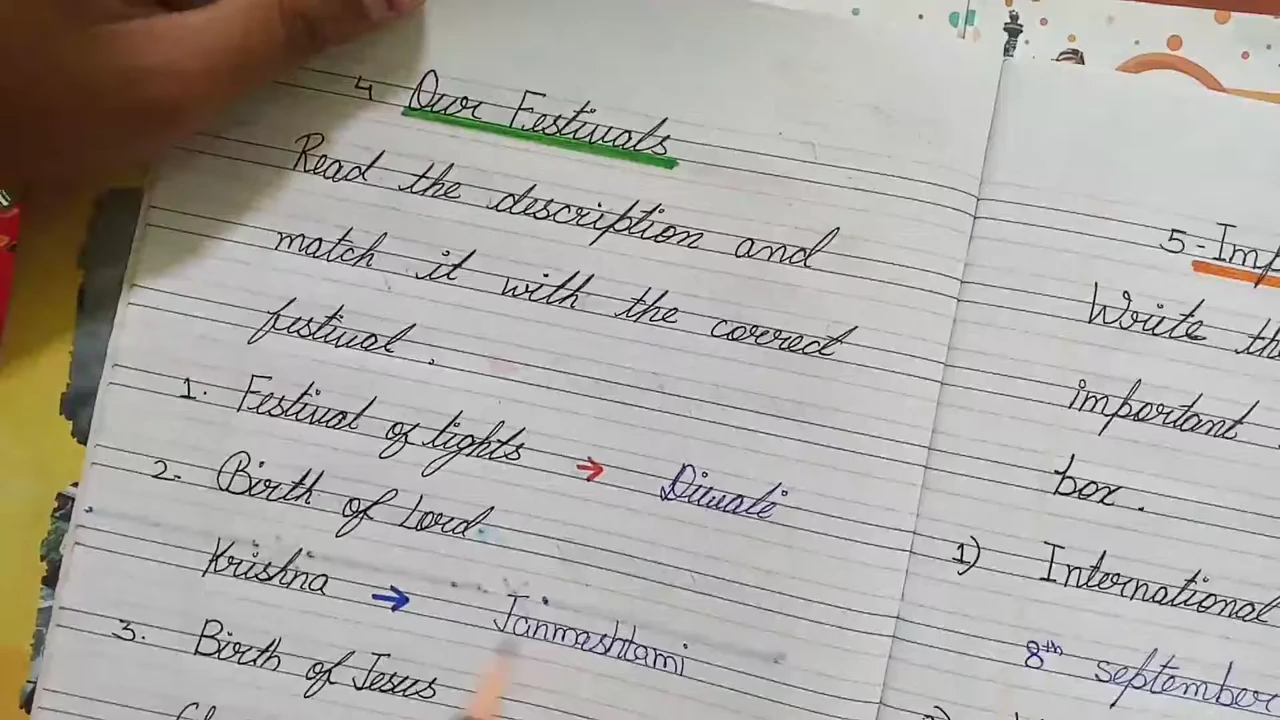 4 Our Festivals
Read the description and
match it with the correct
festival.
1. Festival of lights → Diwali
2. Birth of Lord
Krishna → Janmashtami
3. Birth of Jesus
5-Imp
Write th
important
box.
1) International
8th september